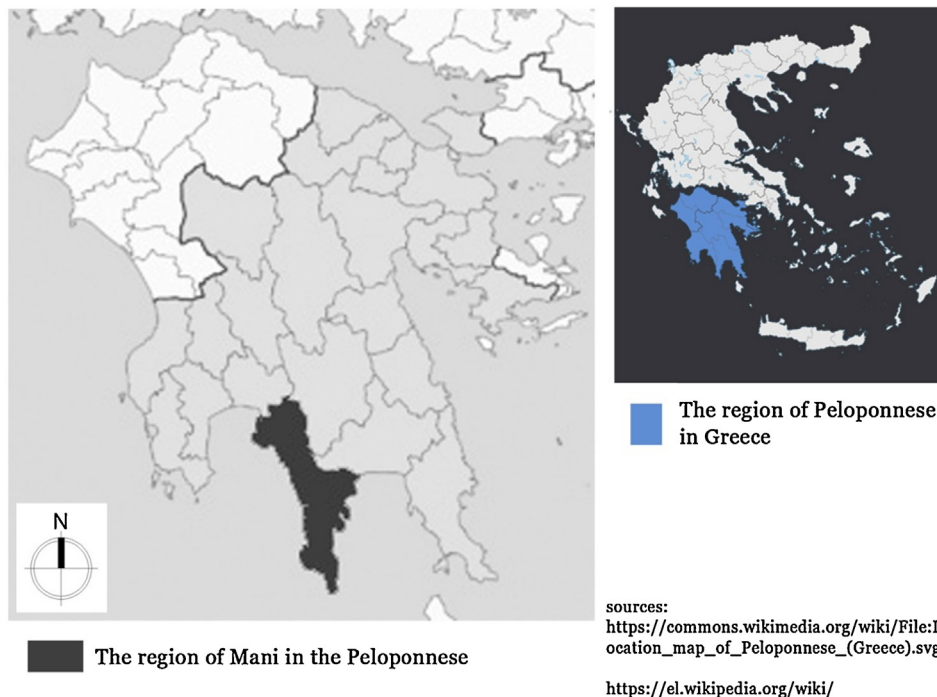 N
The region of Mani in the Peloponnese
The region of Peloponnese
in Greece
sources:
https://commons.wikimedia.org/wiki/File:L
ocation_map_of_Peloponnese_(Greece).svg
https://el.wikipedia.org/wiki/